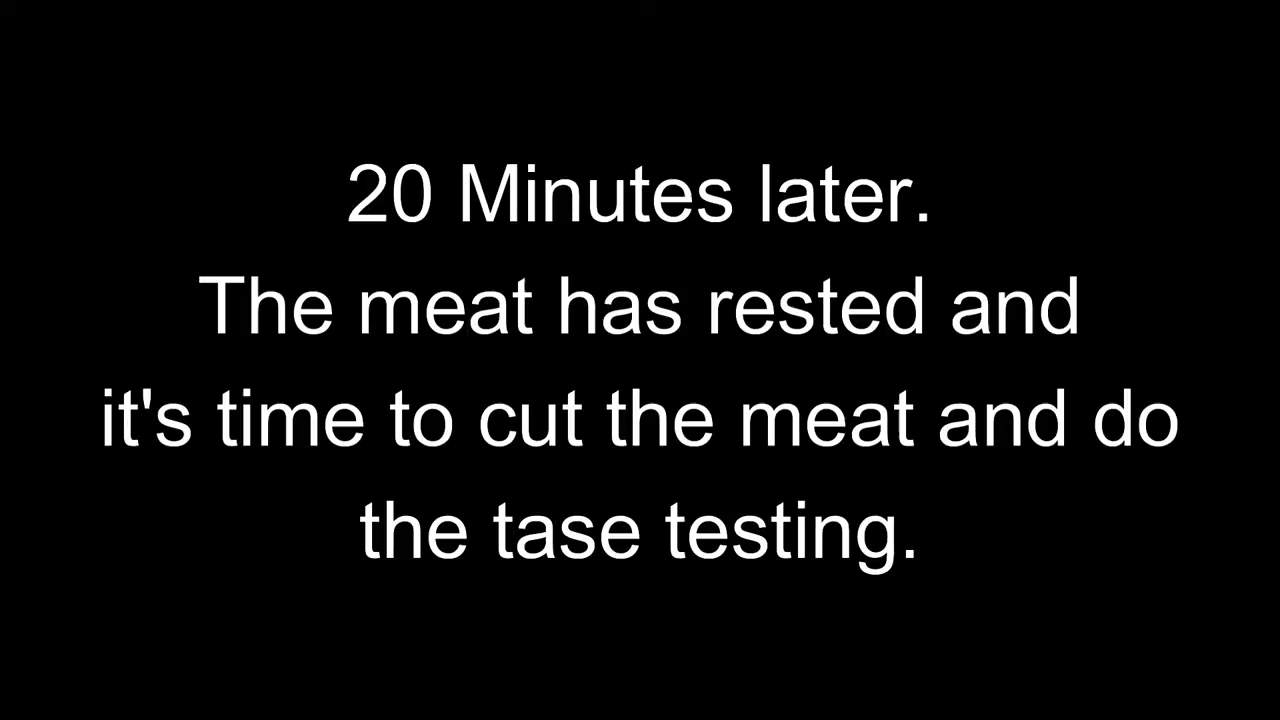 20 Minutes later.
The meat has rested and
it's time to cut the meat and do
the tase testing.